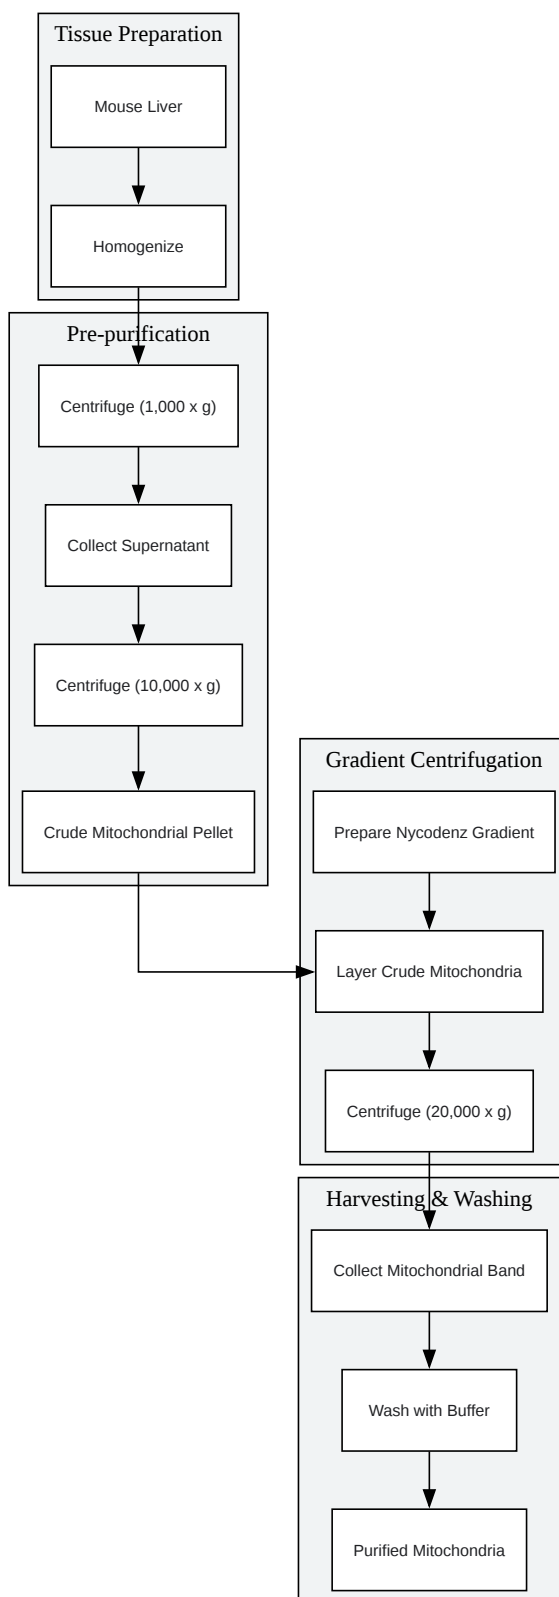 Tissue Preparation
Mouse Liver
Homogenize
Pre-purification
Centrifuge (1,000 x g)
Collect Supernatant
Centrifuge (10,000 x g)
Crude Mitochondrial Pellet
Gradient Centrifugation
Prepare Nycodenz Gradient
Layer Crude Mitochondria
Centrifuge (20,000 x g)
Harvesting & Washing
Collect Mitochondrial Band
Wash with Buffer
Purified Mitochondria